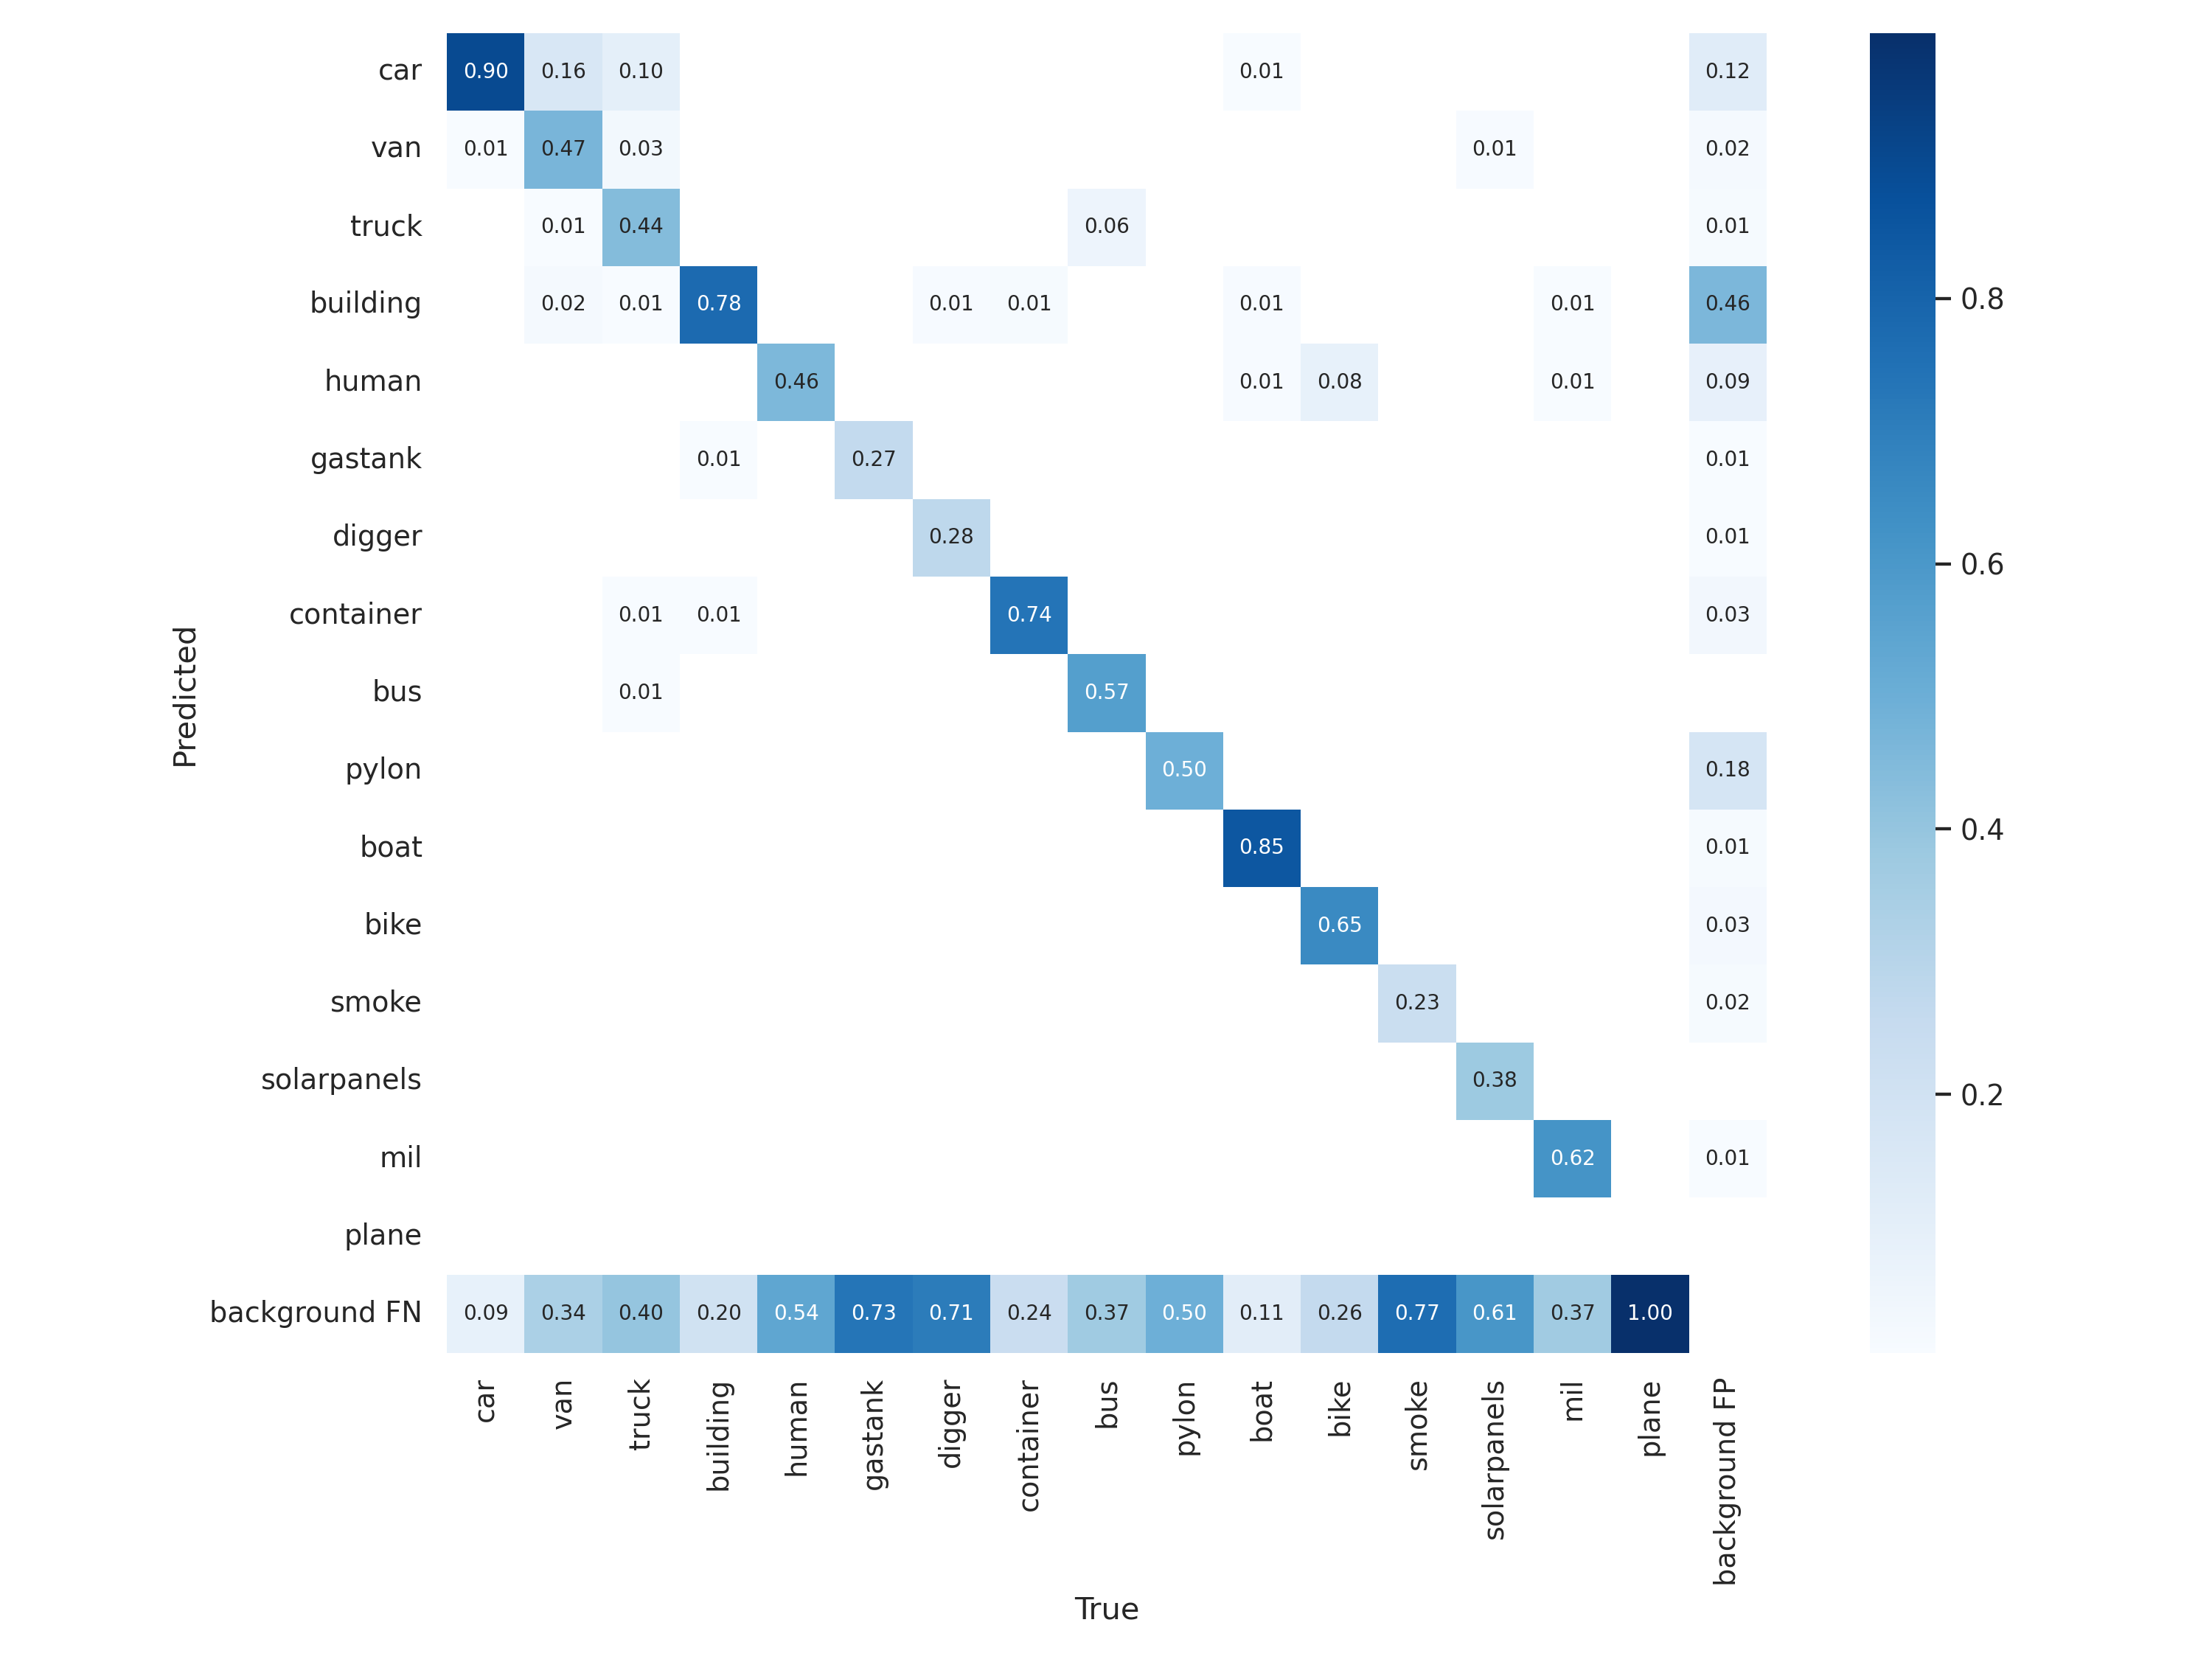 car 0.90 0.16 0.10 0.01 0.12
van 0.01 0.47 0.03 0.01 0.02
truck 0.01 0.44 0.06 0.01
building 0.02 0.01 0.78 0.01 0.01 0.01 0.01 0.46
human 0.46 0.01 0.08 0.01 0.09
gastank 0.01 0.27 0.01
digger 0.28 0.01
container 0.01 0.01 0.74 0.03
bus 0.01 0.57
pylon 0.50 0.18
boat 0.85 0.01
bike 0.65 0.03
smoke 0.23 0.02
solarpanels 0.38
mil 0.62 0.01
plane
background FN 0.09 0.34 0.40 0.20 0.54 0.73 0.71 0.24 0.37 0.50 0.11 0.26 0.77 0.61 0.37 1.00
car van truck building human gastank digger container bus pylon boat bike smoke solarpanels mil plane background FP
True
Predicted
0.8
0.6
0.4
0.2